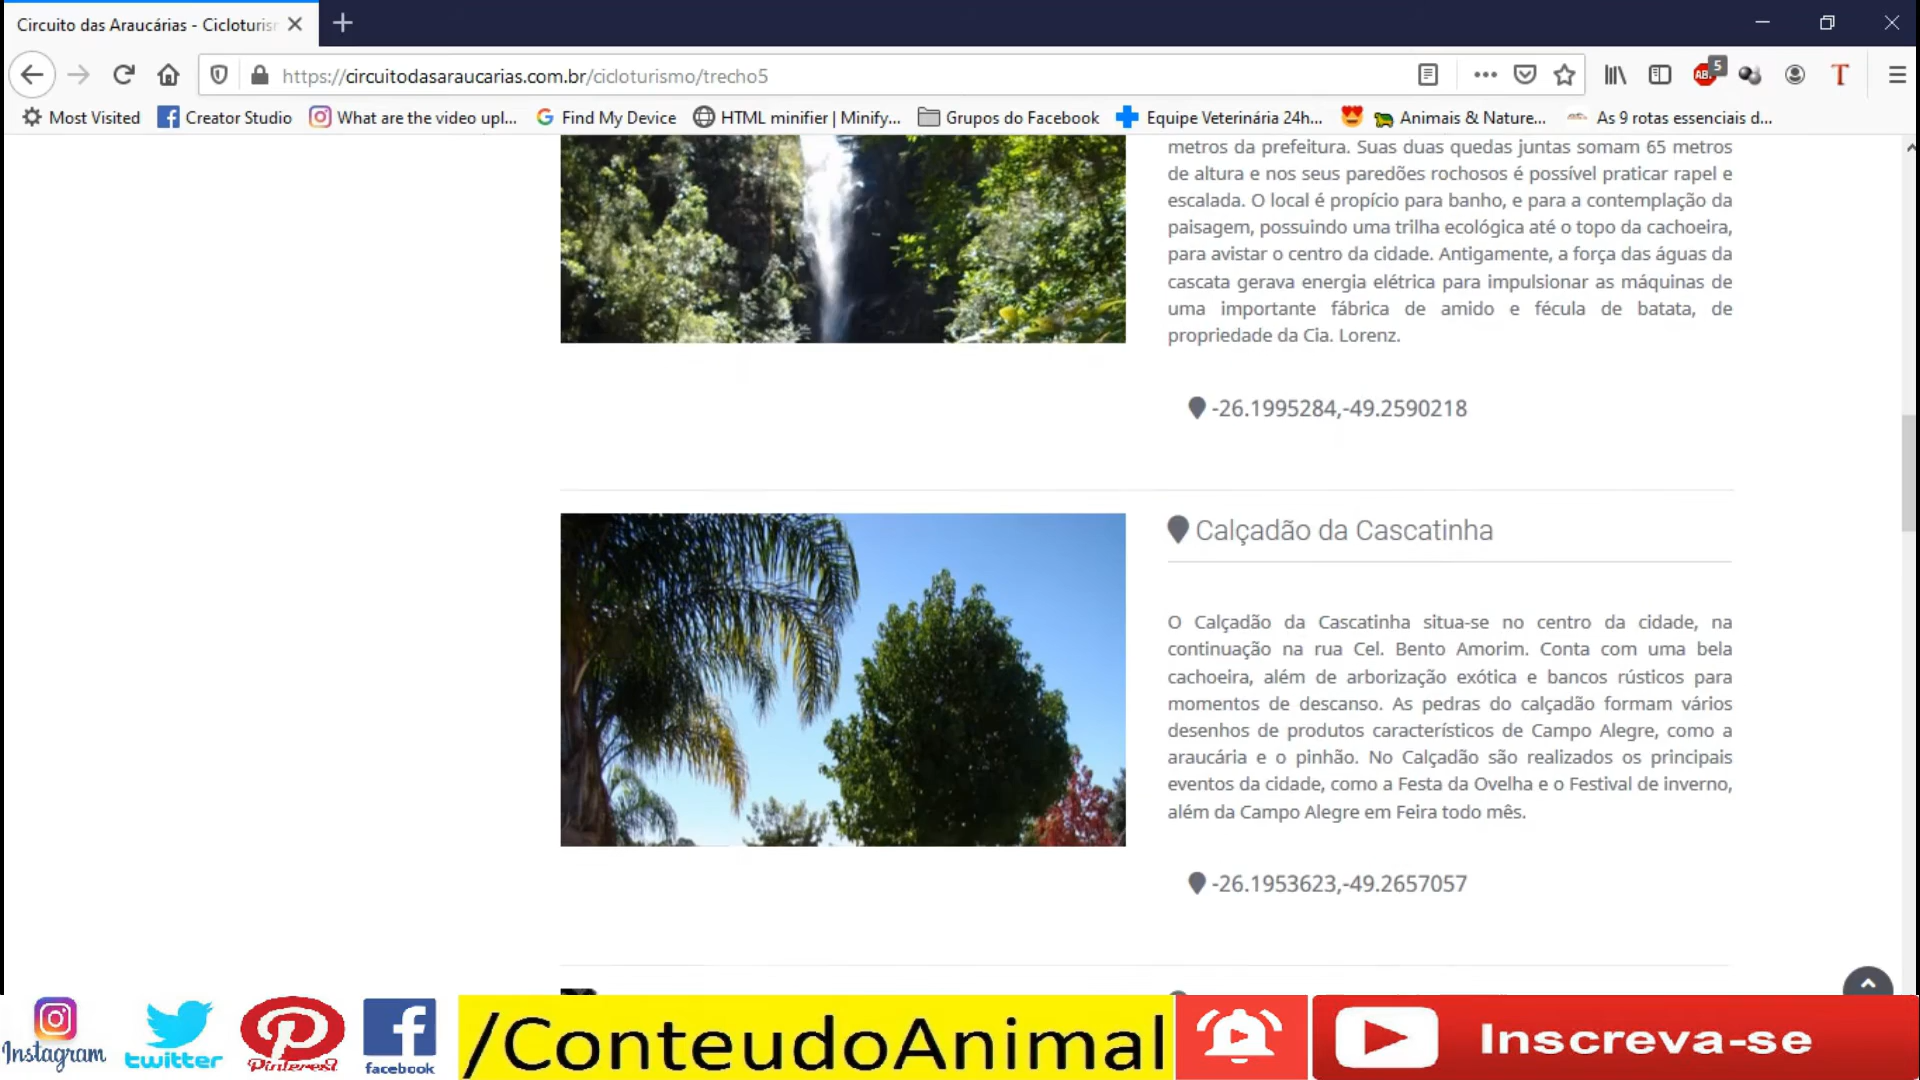 Circuito das Araucárias - Cicloturis
https://circuitodasaraucarias.com.br/cicloturismo/trecho5
ABP
5
T
Most Visited
Creator Studio
What are the video upl...
Find My Device
HTML minifier | Minify...
Grupos do Facebook
Equipe Veterinária 24h...
Animais & Nature...
As 9 rotas essenciais d...
metros da prefeitura. Suas duas quedas juntas somam 65 metros
de altura e nos seus paredões rochosos é possível praticar rapel e
escalada. O local é propício para banho, e para a contemplação da
paisagem, possuindo uma trilha ecológica até o topo da cachoeira,
para avistar o centro da cidade. Antigamente, a força das águas da
cascata gerava energia elétrica para impulsionar as máquinas de
uma importante fábrica de amido e fécula de batata, de
propriedade da Cia. Lorenz.
-26.1995284,-49.2590218
Calçadão da Cascatinha
O Calçadão da Cascatinha situa-se no centro da cidade, na
continuação na rua Cel. Bento Amorim. Conta com uma bela
cachoeira, além de arborização exótica e bancos rústicos para
momentos de descanso. As pedras do calçadão formam vários
desenhos de produtos característicos de Campo Alegre, como a
araucária e o pinhão. No Calçadão são realizados os principais
eventos da cidade, como a Festa da Ovelha e o Festival de inverno,
além da Campo Alegre em Feira todo mês.
-26.1953623,-49.2657057
Instagram
twitter
Pinterest
facebook
/ConteudoAnimal
Inscreva-se